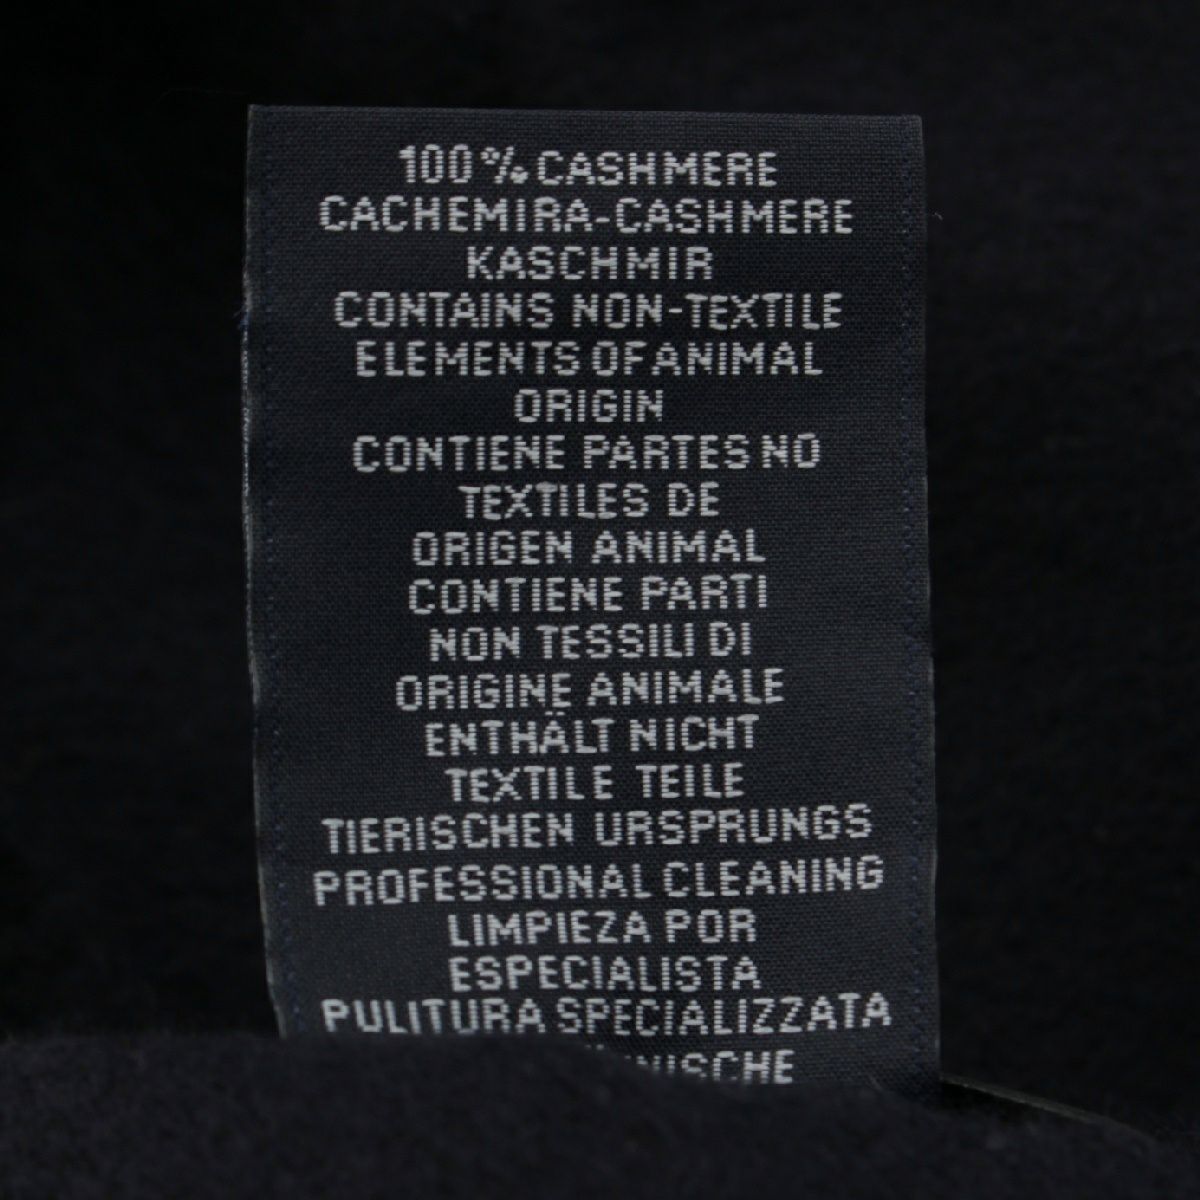 100% CASHMERE
CACHEMIRA-CASHMERE
KASCHMIR
CONTAINS NON-TEXTILE
ELEMENTS OF ANIMAL
ORIGIN
CONTIENE PARTES NO
TEXTILES DE
ORIGEN ANIMAL
CONTIENE PARTI
NON TESSILI DI
ORIGINE ANIMALE
ENTHÄLT NICHT
TEXTILE TEILE
TIERISCHEN URSPRUNGS
PROFESSIONAL CLEANING
LIMPIEZA POR
ESPECIALISTA
PULITURA SPECIALIZZATA